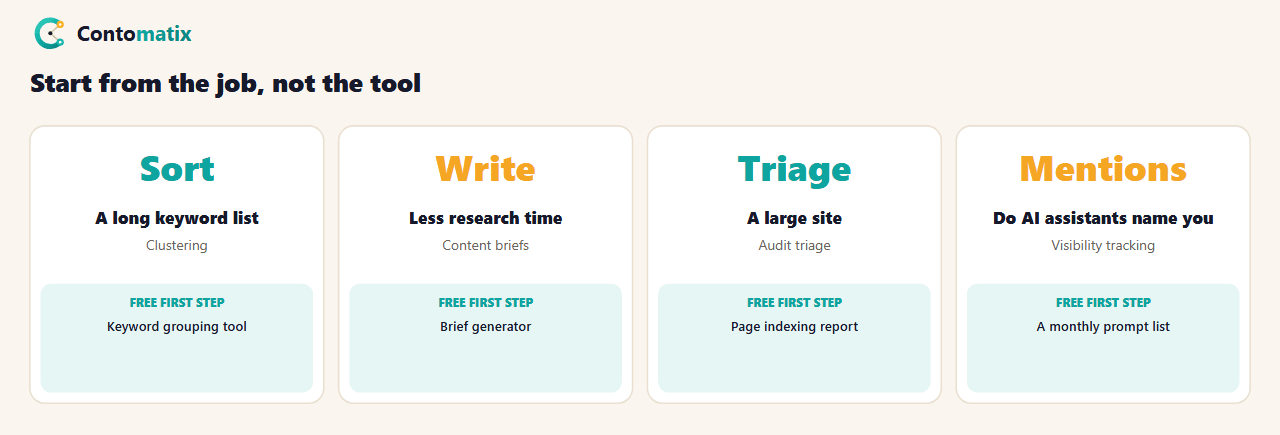 Contomatix
Start from the job, not the tool
Sort
A long keyword list
Clustering
FREE FIRST STEP
Keyword grouping tool
Write
Less research time
Content briefs
FREE FIRST STEP
Brief generator
Triage
A large site
Audit triage
FREE FIRST STEP
Page indexing report
Mentions
Do AI assistants name you
Visibility tracking
FREE FIRST STEP
A monthly prompt list